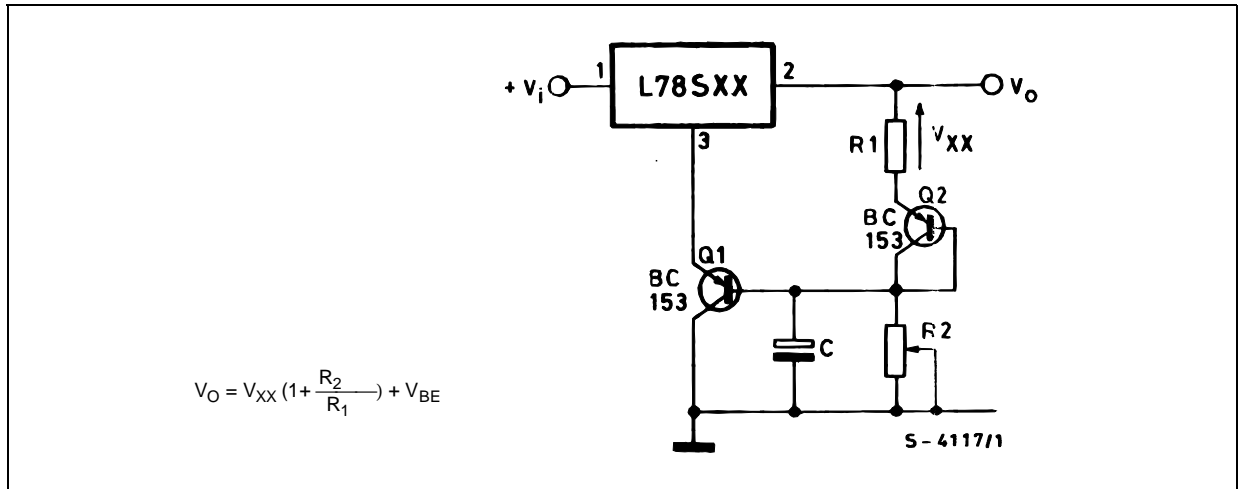 L78SXX
1
2
3
+ Vi
Vo
R1
VXX
Q2
BC
153
Q1
BC
153
C
R2
VO = VXX (1+ R2 / R1) + VBE
S-4117/1